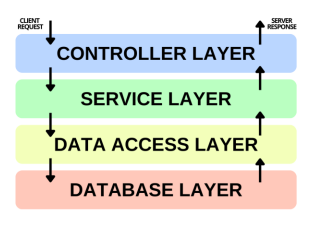 CLIENT
REQUEST
SERVER
RESPONSE
CONTROLLER LAYER
SERVICE LAYER
DATA ACCESS LAYER
DATABASE LAYER